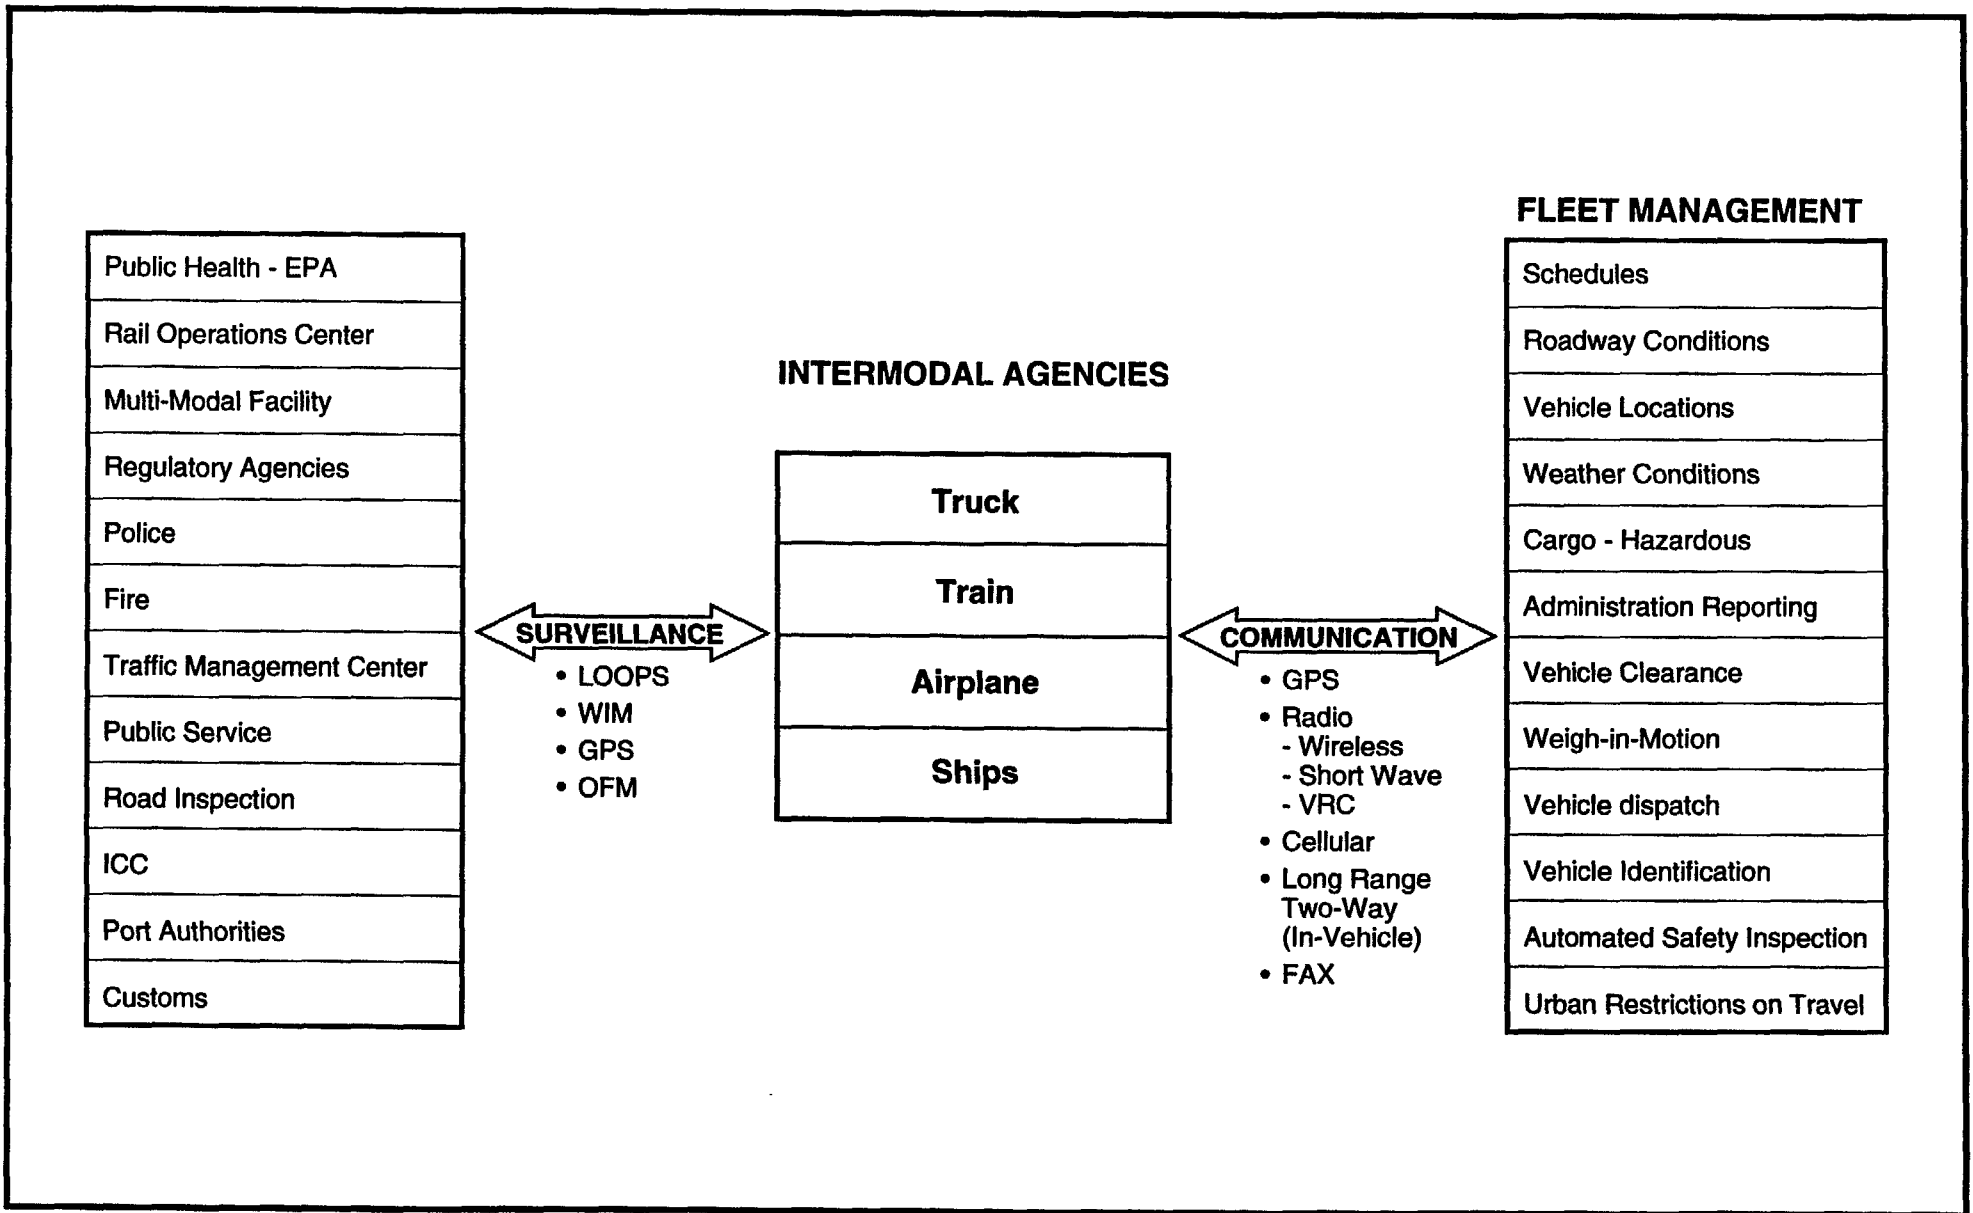 Public Health - EPA
Rail Operations Center
Multi-Modal Facility
Regulatory Agencies
Police
Fire
Traffic Management Center
Public Service
Road Inspection
ICC
Port Authorities
Customs
SURVEILLANCE
• LOOPS
• WIM
• GPS
• OFM
INTERMODAL AGENCIES
Truck
Train
Airplane
Ships
COMMUNICATION
• GPS
• Radio
- Wireless
- Short Wave
- VRC
• Cellular
• Long Range
Two-Way
(In-Vehicle)
• FAX
FLEET MANAGEMENT
Schedules
Roadway Conditions
Vehicle Locations
Weather Conditions
Cargo - Hazardous
Administration Reporting
Vehicle Clearance
Weigh-in-Motion
Vehicle dispatch
Vehicle Identification
Automated Safety Inspection
Urban Restrictions on Travel